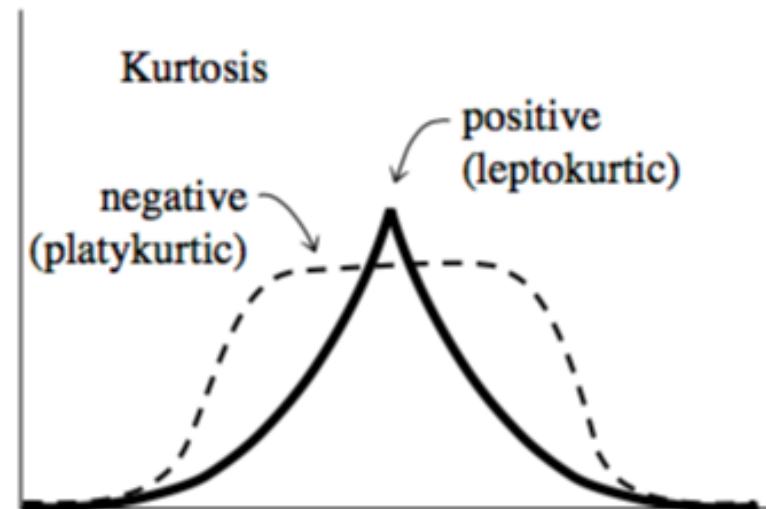 Kurtosis
positive
(leptokurtic)
negative
(platykurtic)